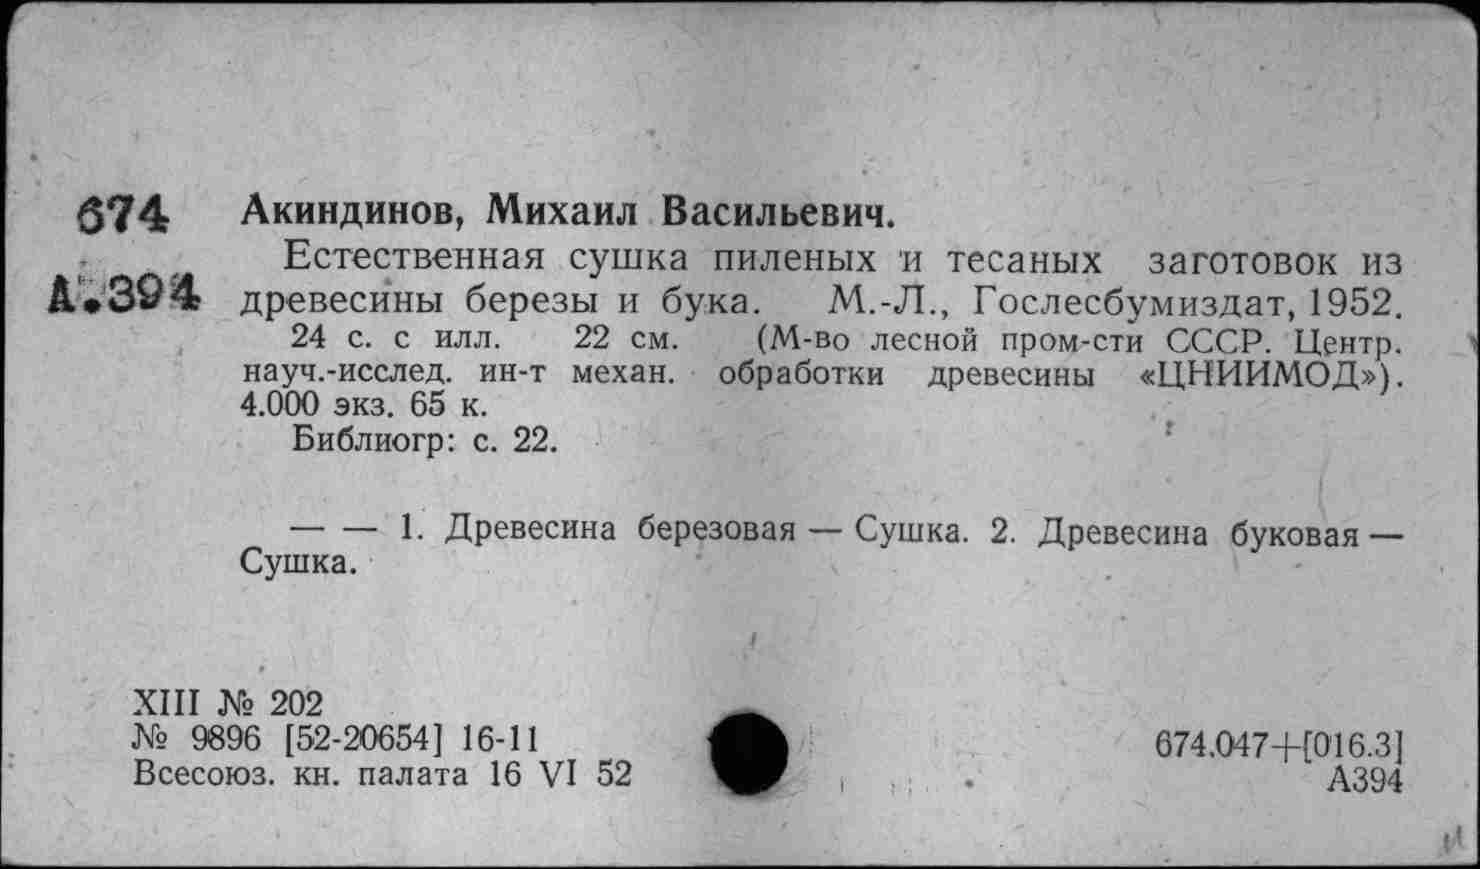 674 Акиндинов, Михаил Васильевич.
Естественная сушка пиленых и тесаных заготовок из
А.394 древесины березы и бука. М.-Л., Гослесбумиздат, 1952.
24 с. с илл. 22 см. (М-во лесной пром-сти СССР. Центр.
науч.-исслед. ин-т механ. обработки древесины «ЦНИИМОД»).
4.000 экз. 65 к.
Библиогр: с. 22.
— — 1. Древесина березовая — Сушка. 2. Древесина буковая —
Сушка.
XIII № 202
№ 9896 [52-20654] 16-11
Всесоюз. кн. палата 16 VI 52
674.047+[016.3]
А394